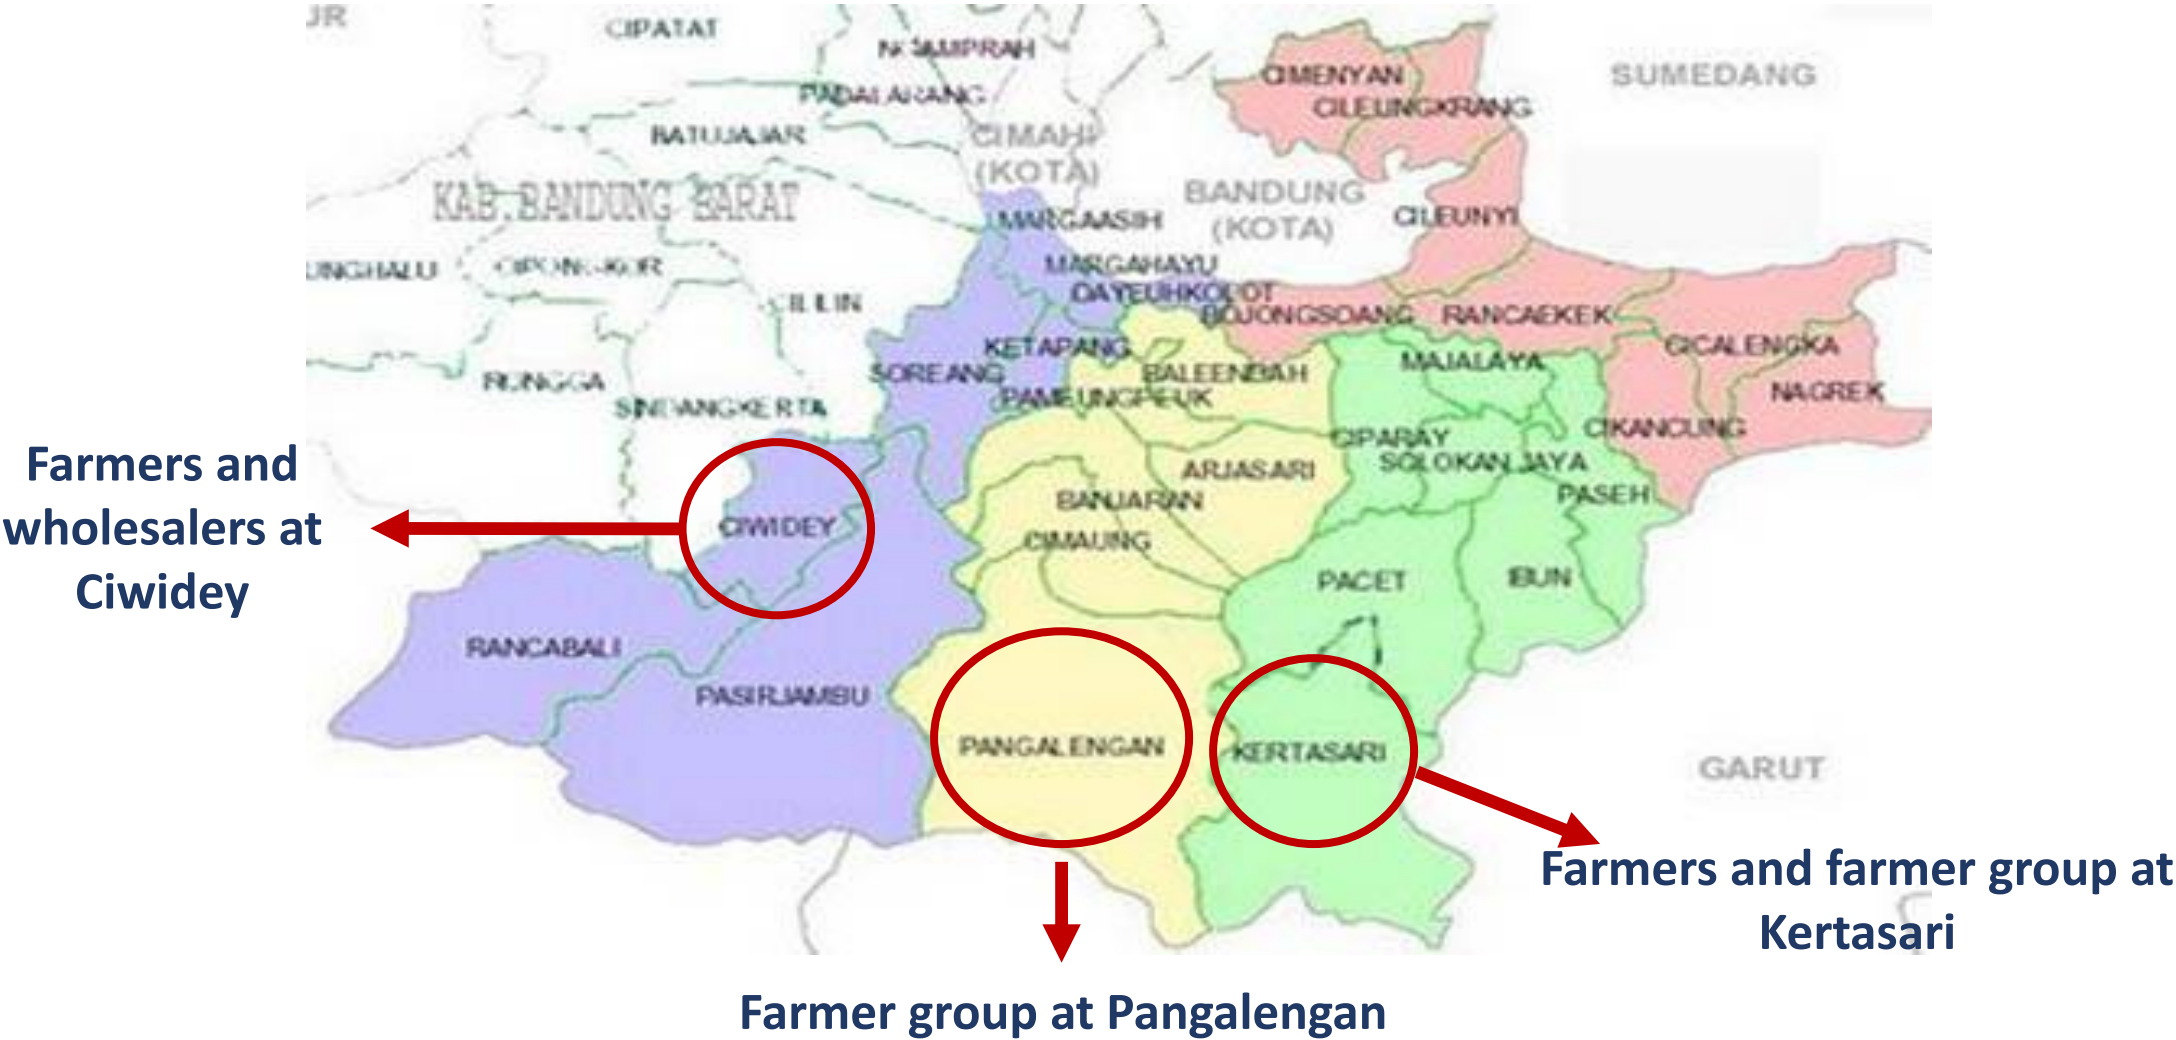 CIPATAT
PADALARANG
CIMENYAN
CILEUNGKRANG
SUMEDANG
BATUJAJAR
CIMAHI
(KOTA)
KAB.BANDUNG BARAT
BANDUNG
(KOTA)
CILEUNYI
MARGAASIH
MARGAHAYU
DAYEUHKOLOT
CILILIN
BOJONGSOANG
RANCAEKEK
KETAPANG
BALEENDAH
MAJALAYA
CICALENGKA
SOREANG
PAMEUNGPEUK
NAGREK
RONGGA
SINDANGKERTA
CIPARAY
CIKANCUNG
SOLOKAN JAYA
ARJASARI
PASEH
BANJARAN
CIMAUNG
CIWIDEY
PACET
IBUN
RANCABALI
PASIRJAMBU
PANGALENGAN
KERTASARI
GARUT
Farmers and
wholesalers at
Ciwidey
Farmers and farmer group at
Kertasari
Farmer group at Pangalengan